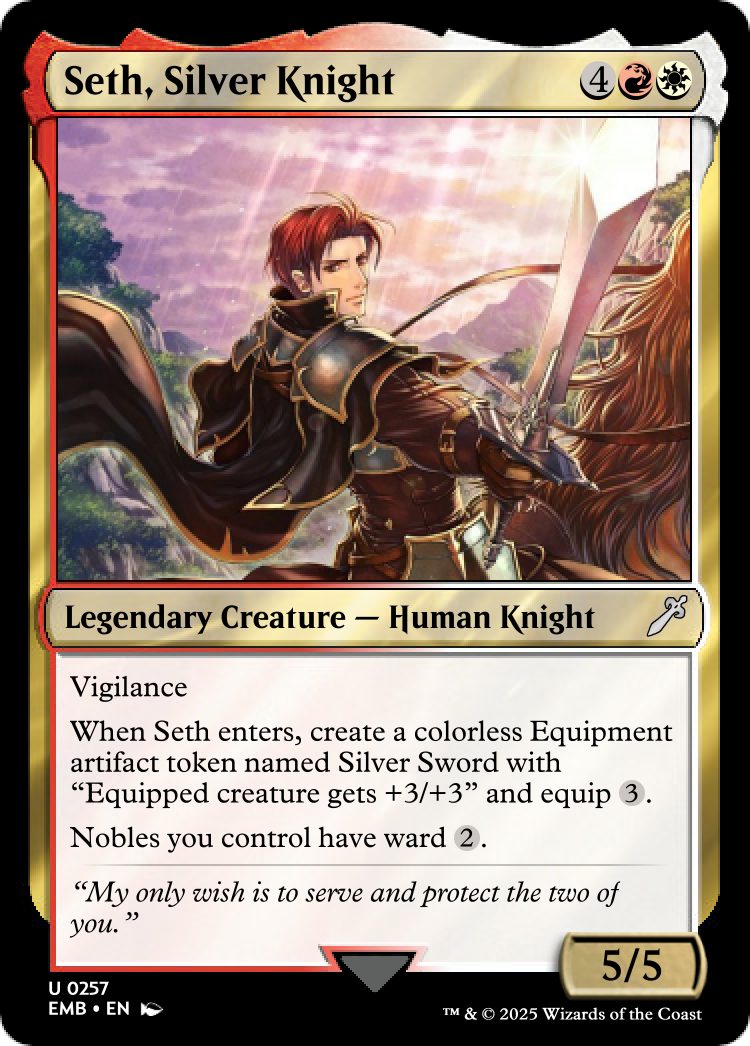 Seth, Silver Knight 4
Legendary Creature — Human Knight
Vigilance
When Seth enters, create a colorless Equipment
artifact token named Silver Sword with
“Equipped creature gets +3/+3” and equip 3.
Nobles you control have ward 2.
“My only wish is to serve and protect the two of
you.”
5/5
U 0257
EMB • EN
™ & © 2025 Wizards of the Coast